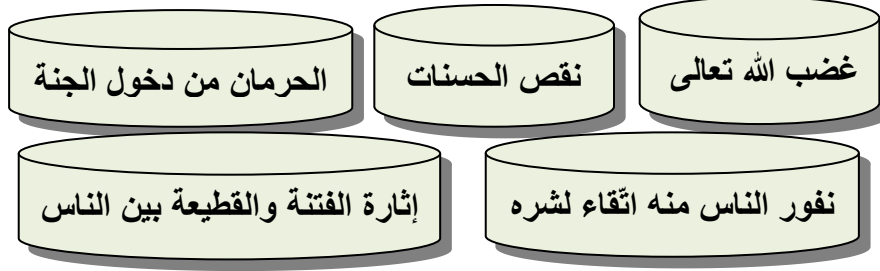 غضب الله تعالى
نقص الحسنات
الحرمان من دخول الجنة
نفور الناس منه اتّقاء لشره
إثارة الفتنة والقطيعة بين الناس